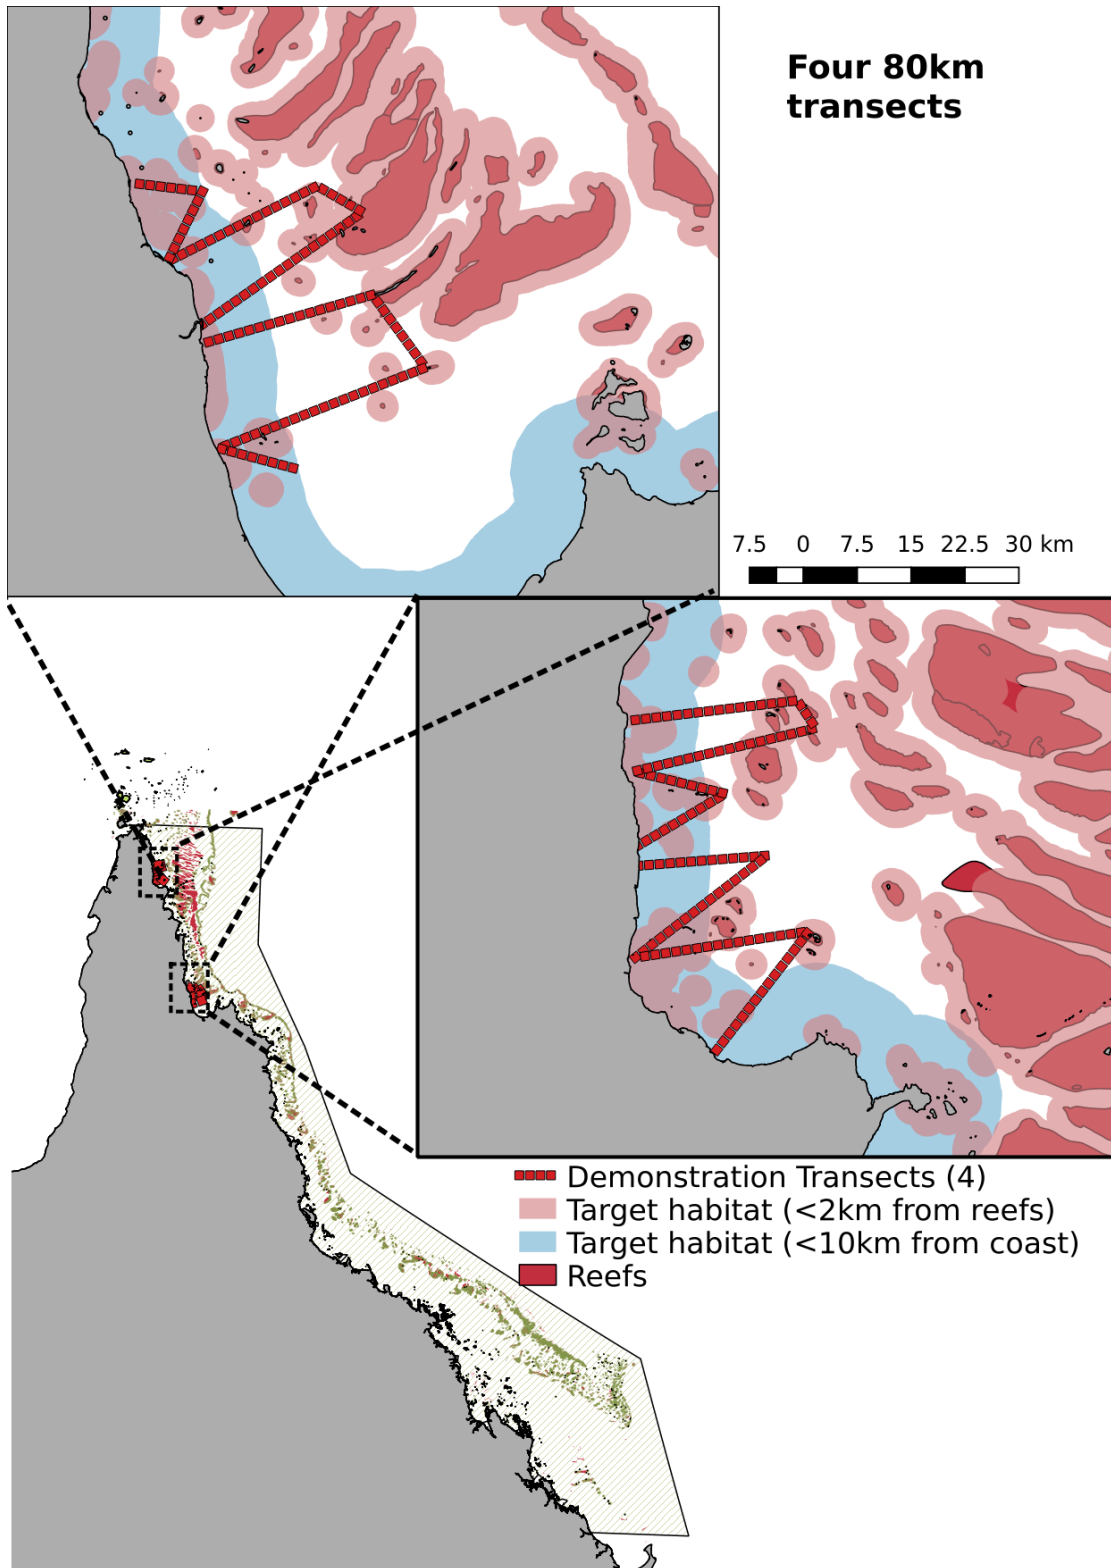 Four 80km
transects
7.5 0 7.5 15 22.5 30 km
Demonstration Transects (4)
Target habitat (<2km from reefs)
Target habitat (<10km from coast)
Reefs